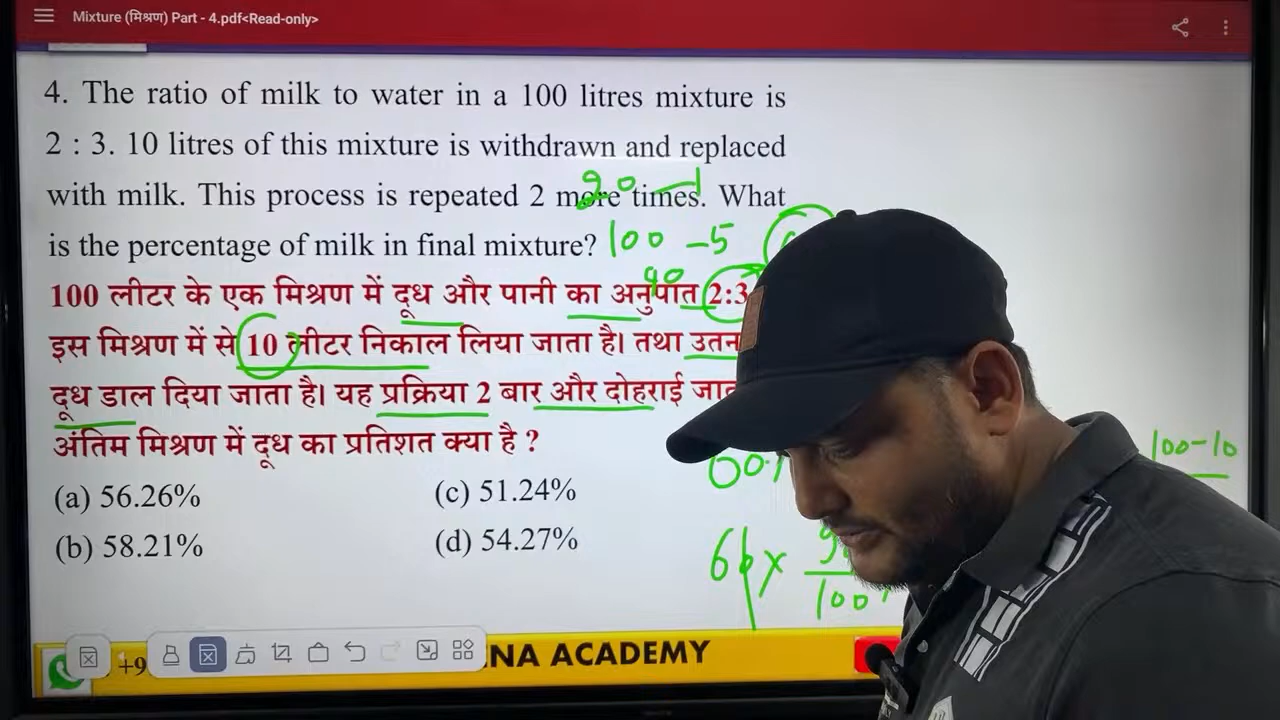 Mixture (मिश्रण) Part - 4.pdf<Read-only>
4. The ratio of milk to water in a 100 litres mixture is
2 : 3. 10 litres of this mixture is withdrawn and replaced
with milk. This process is repeated 2 more times. What
is the percentage of milk in final mixture?
90 - 1
100 - 5
40
100 लीटर के एक मिश्रण में दूध और पानी का अनुपात 2:3
इस मिश्रण में से 10 लीटर निकाल लिया जाता है। तथा
दूध डाल दिया जाता है। यह प्रक्रिया 2 बार और दोहराई
अंतिम मिश्रण में दूध का प्रतिशत क्या है ?
100-10
(a) 56.26% (c) 51.24%
(b) 58.21% (d) 54.27%
100
+9
ACADEMY